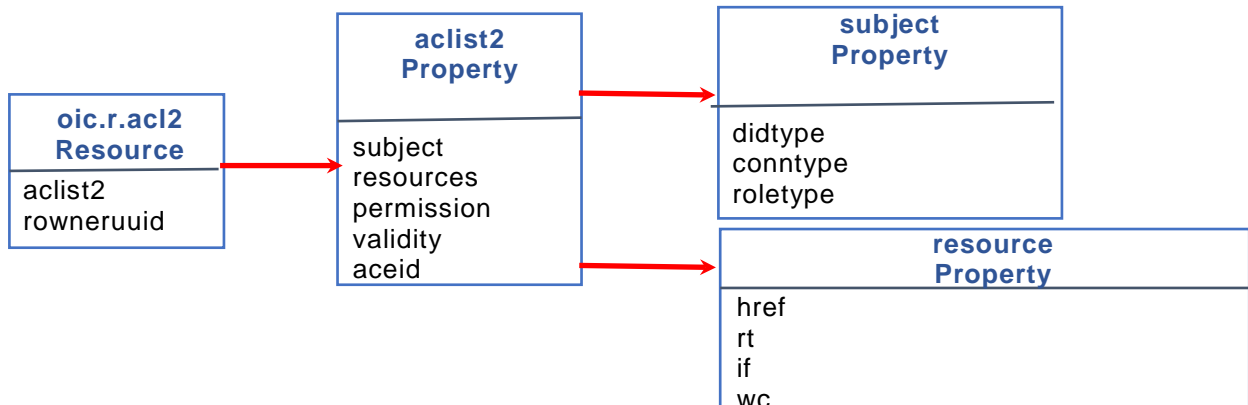 oic.r.acl2
Resource
aclist2
rowneruuid
aclist2
Property
subject
resources
permission
validity
aceid
subject
Property
didtype
conntype
roletype
resource
Property
href
rt
if
wc